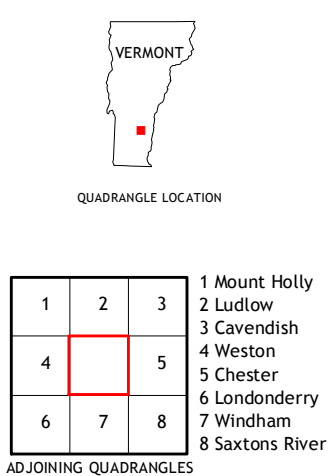 VERMONT
QUADRANGLE LOCATION
1 2 3
4 5
6 7 8
1 Mount Holly
2 Ludlow
3 Cavendish
4 Weston
5 Chester
6 Londonderry
7 Windham
8 Saxtons River
ADJOINING QUADRANGLES